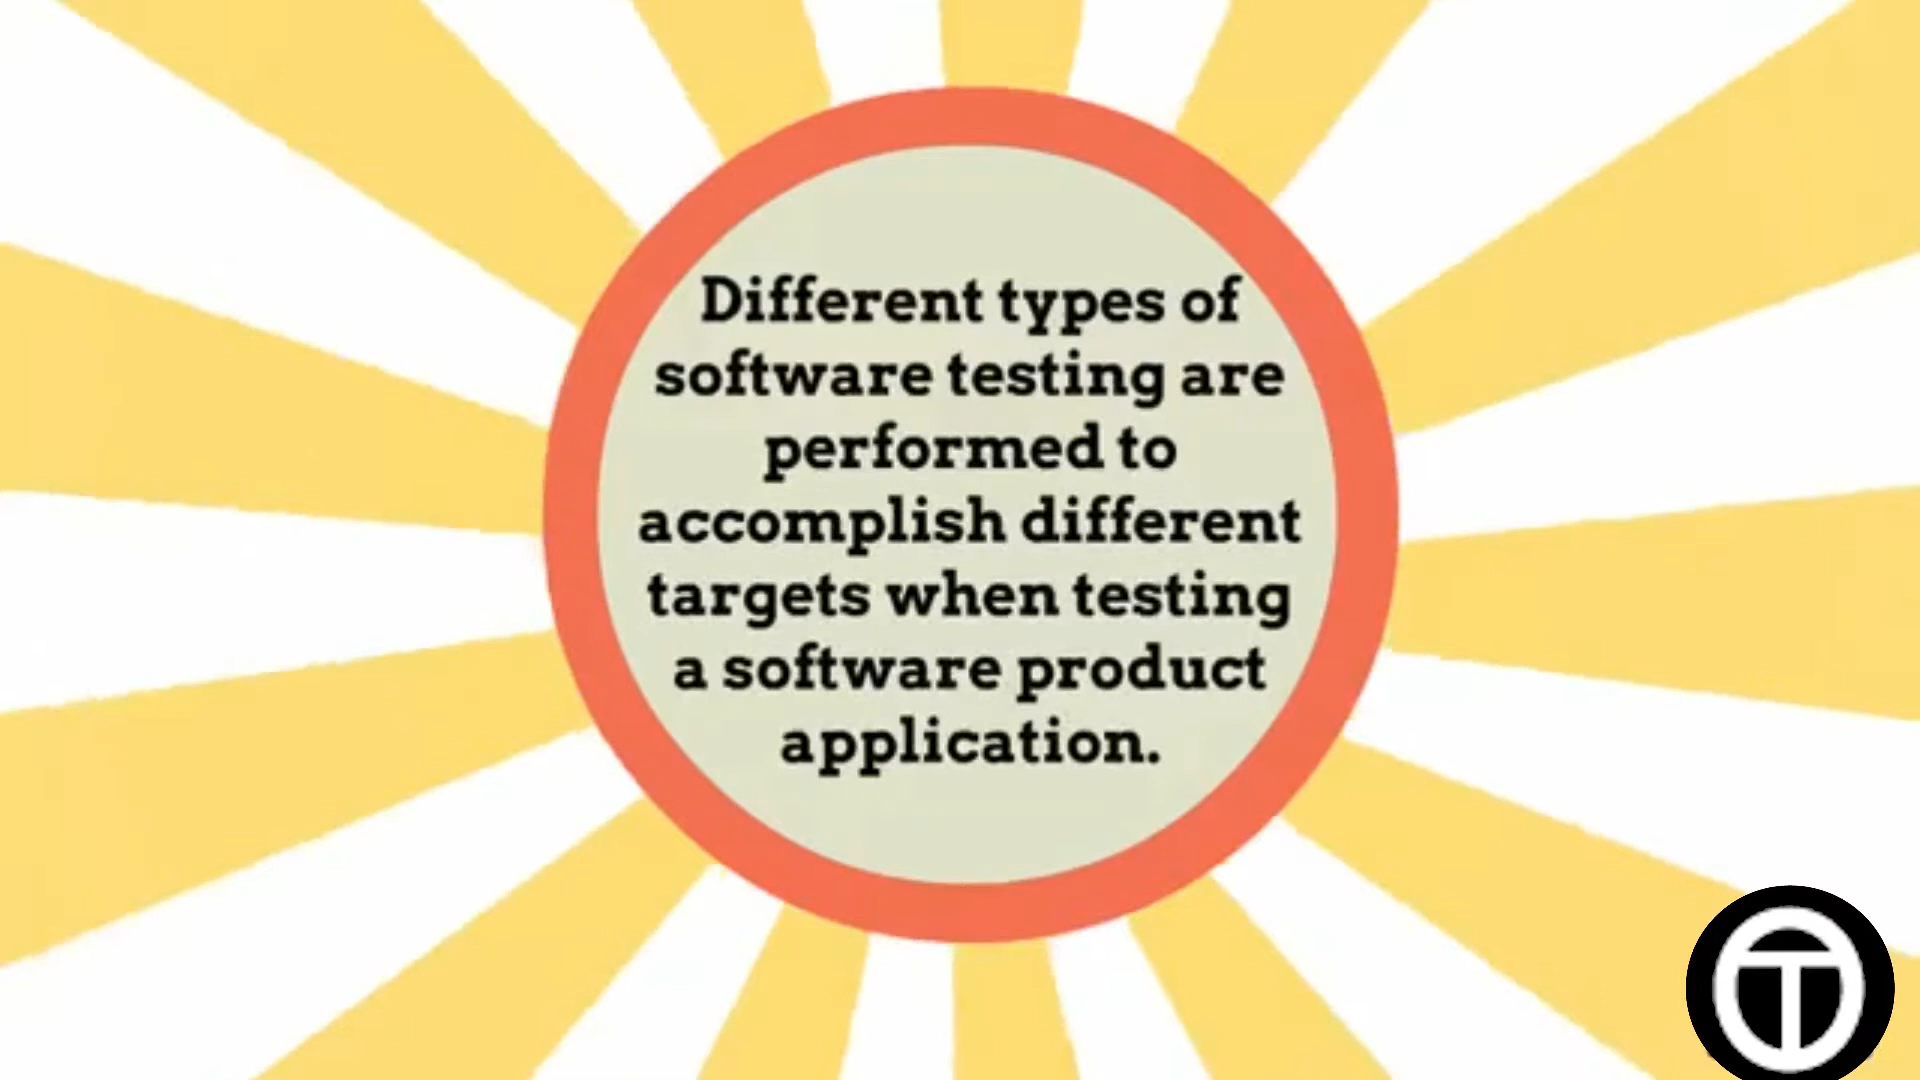 Different types of
software testing are
performed to
accomplish different
targets when testing
a software product
application.
T